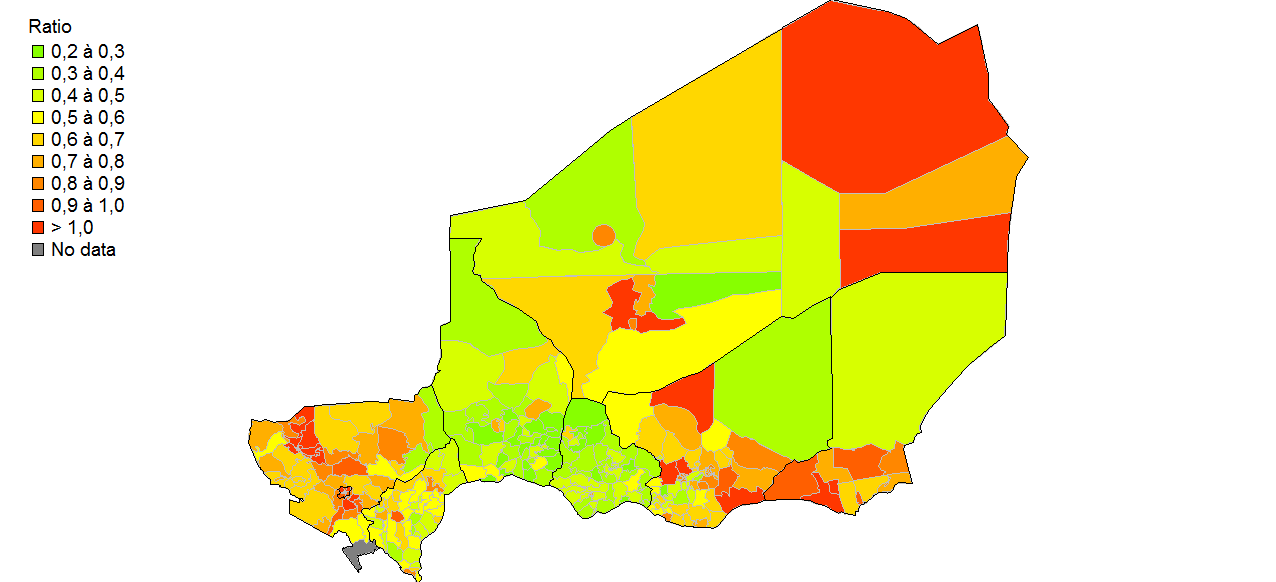 Ratio
0,2 à 0,3
0,3 à 0,4
0,4 à 0,5
0,5 à 0,6
0,6 à 0,7
0,7 à 0,8
0,8 à 0,9
0,9 à 1,0
> 1,0
No data